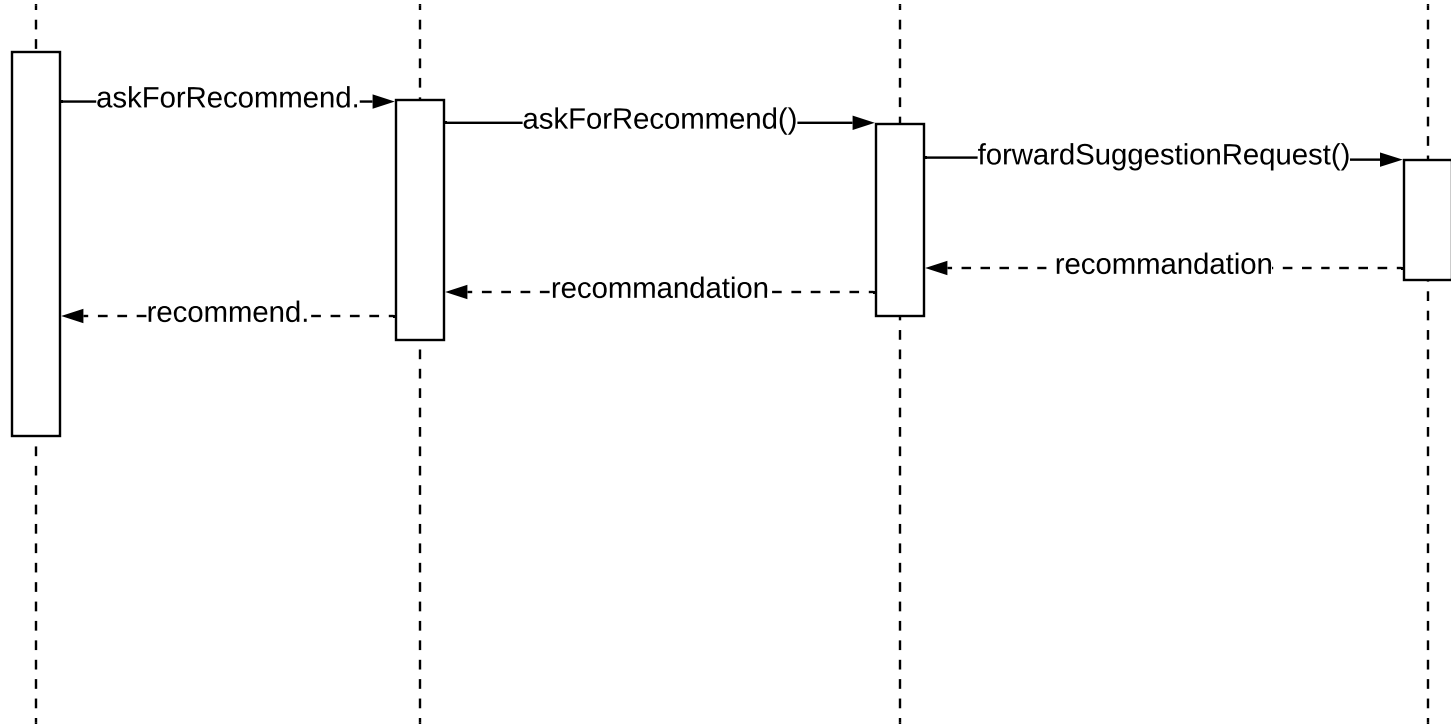 askForRecommend.
askForRecommend()
forwardSuggestionRequest()
recommandation
recommandation
recommend.